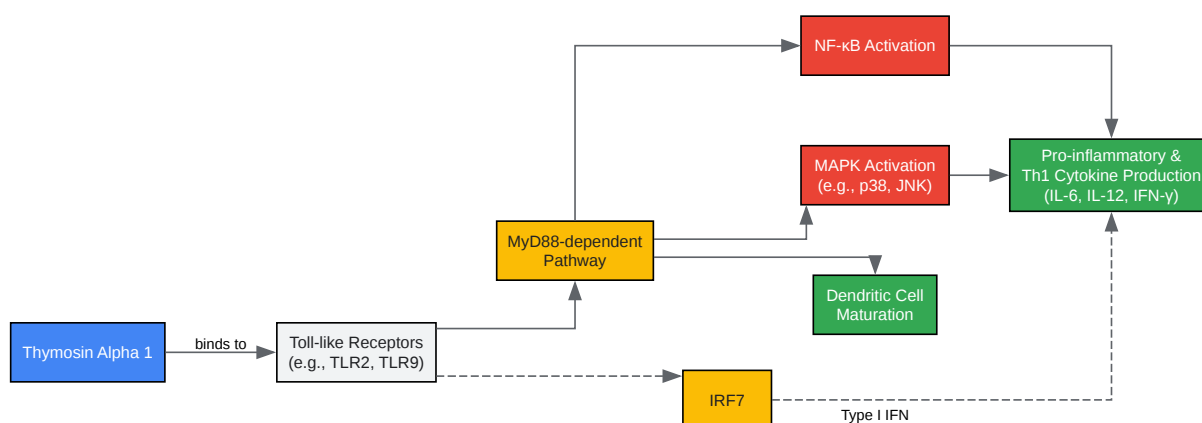 NF-κB Activation
MAPK Activation
(e.g., p38, JNK)
Pro-inflammatory &
Th1 Cytokine Production
(IL-6, IL-12, IFN-γ)
MyD88-dependent
Pathway
Dendritic Cell
Maturation
Thymosin Alpha 1
binds to
Toll-like Receptors
(e.g., TLR2, TLR9)
IRF7
Type I IFN